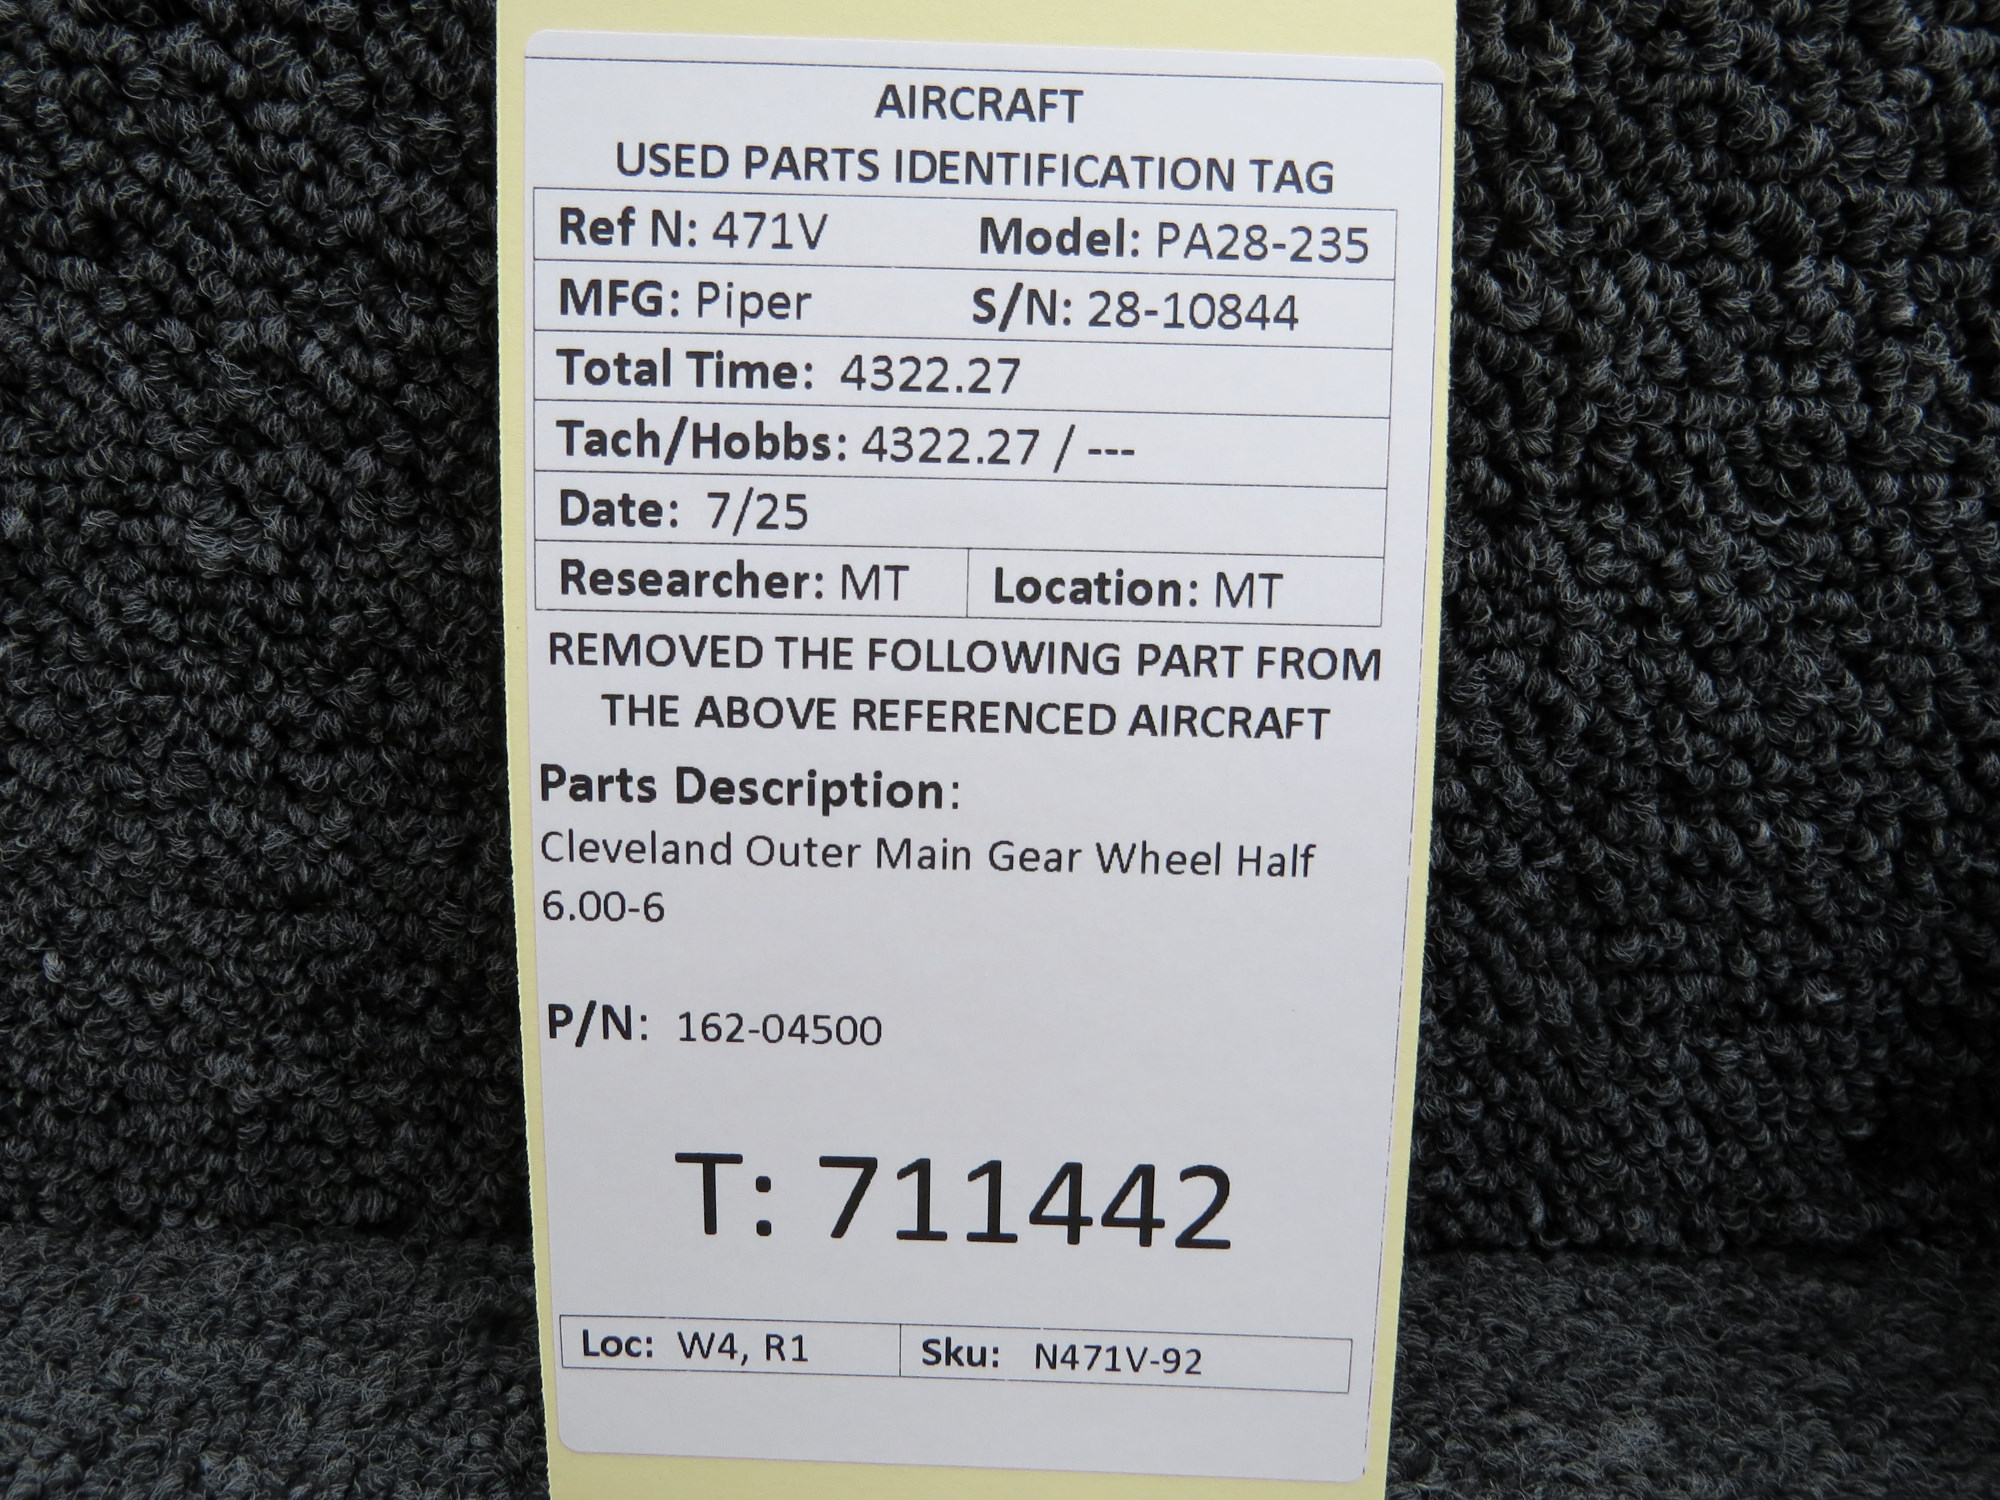 AIRCRAFT
USED PARTS IDENTIFICATION TAG
Ref N: 471V Model: PA28-235
MFG: Piper S/N: 28-10844
Total Time: 4322.27
Tach/Hobbs: 4322.27 / ---
Date: 7/25
Researcher: MT Location: MT
REMOVED THE FOLLOWING PART FROM
THE ABOVE REFERENCED AIRCRAFT
Parts Description:
Cleveland Outer Main Gear Wheel Half
6.00-6
P/N: 162-04500
T: 711442
Loc: W4, R1 Sku: N471V-92